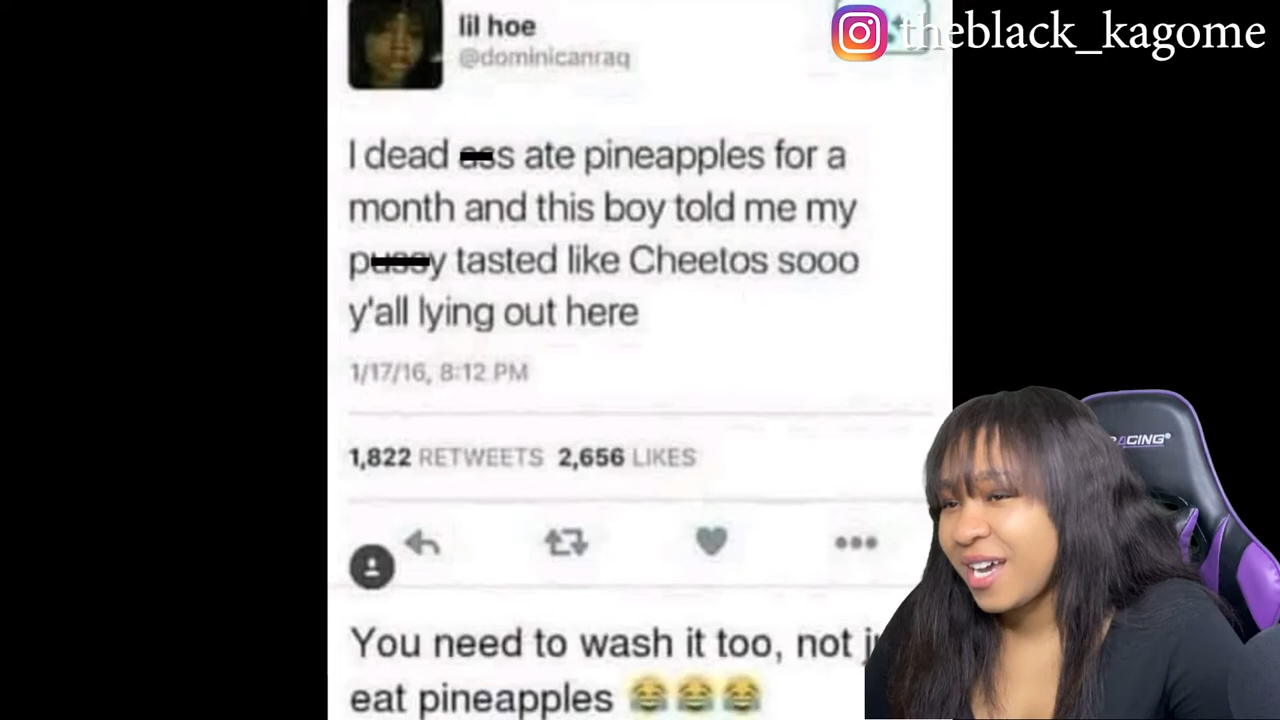 lil hoe
@dominicanraq
theblack_kagome
I dead ass ate pineapples for a
month and this boy told me my
pussy tasted like Cheetos sooo
y'all lying out here
1/17/16, 8:12 PM
1,822 RETWEETS 2,656 LIKES
You need to wash it too, not
eat pineapples 😂😂😂